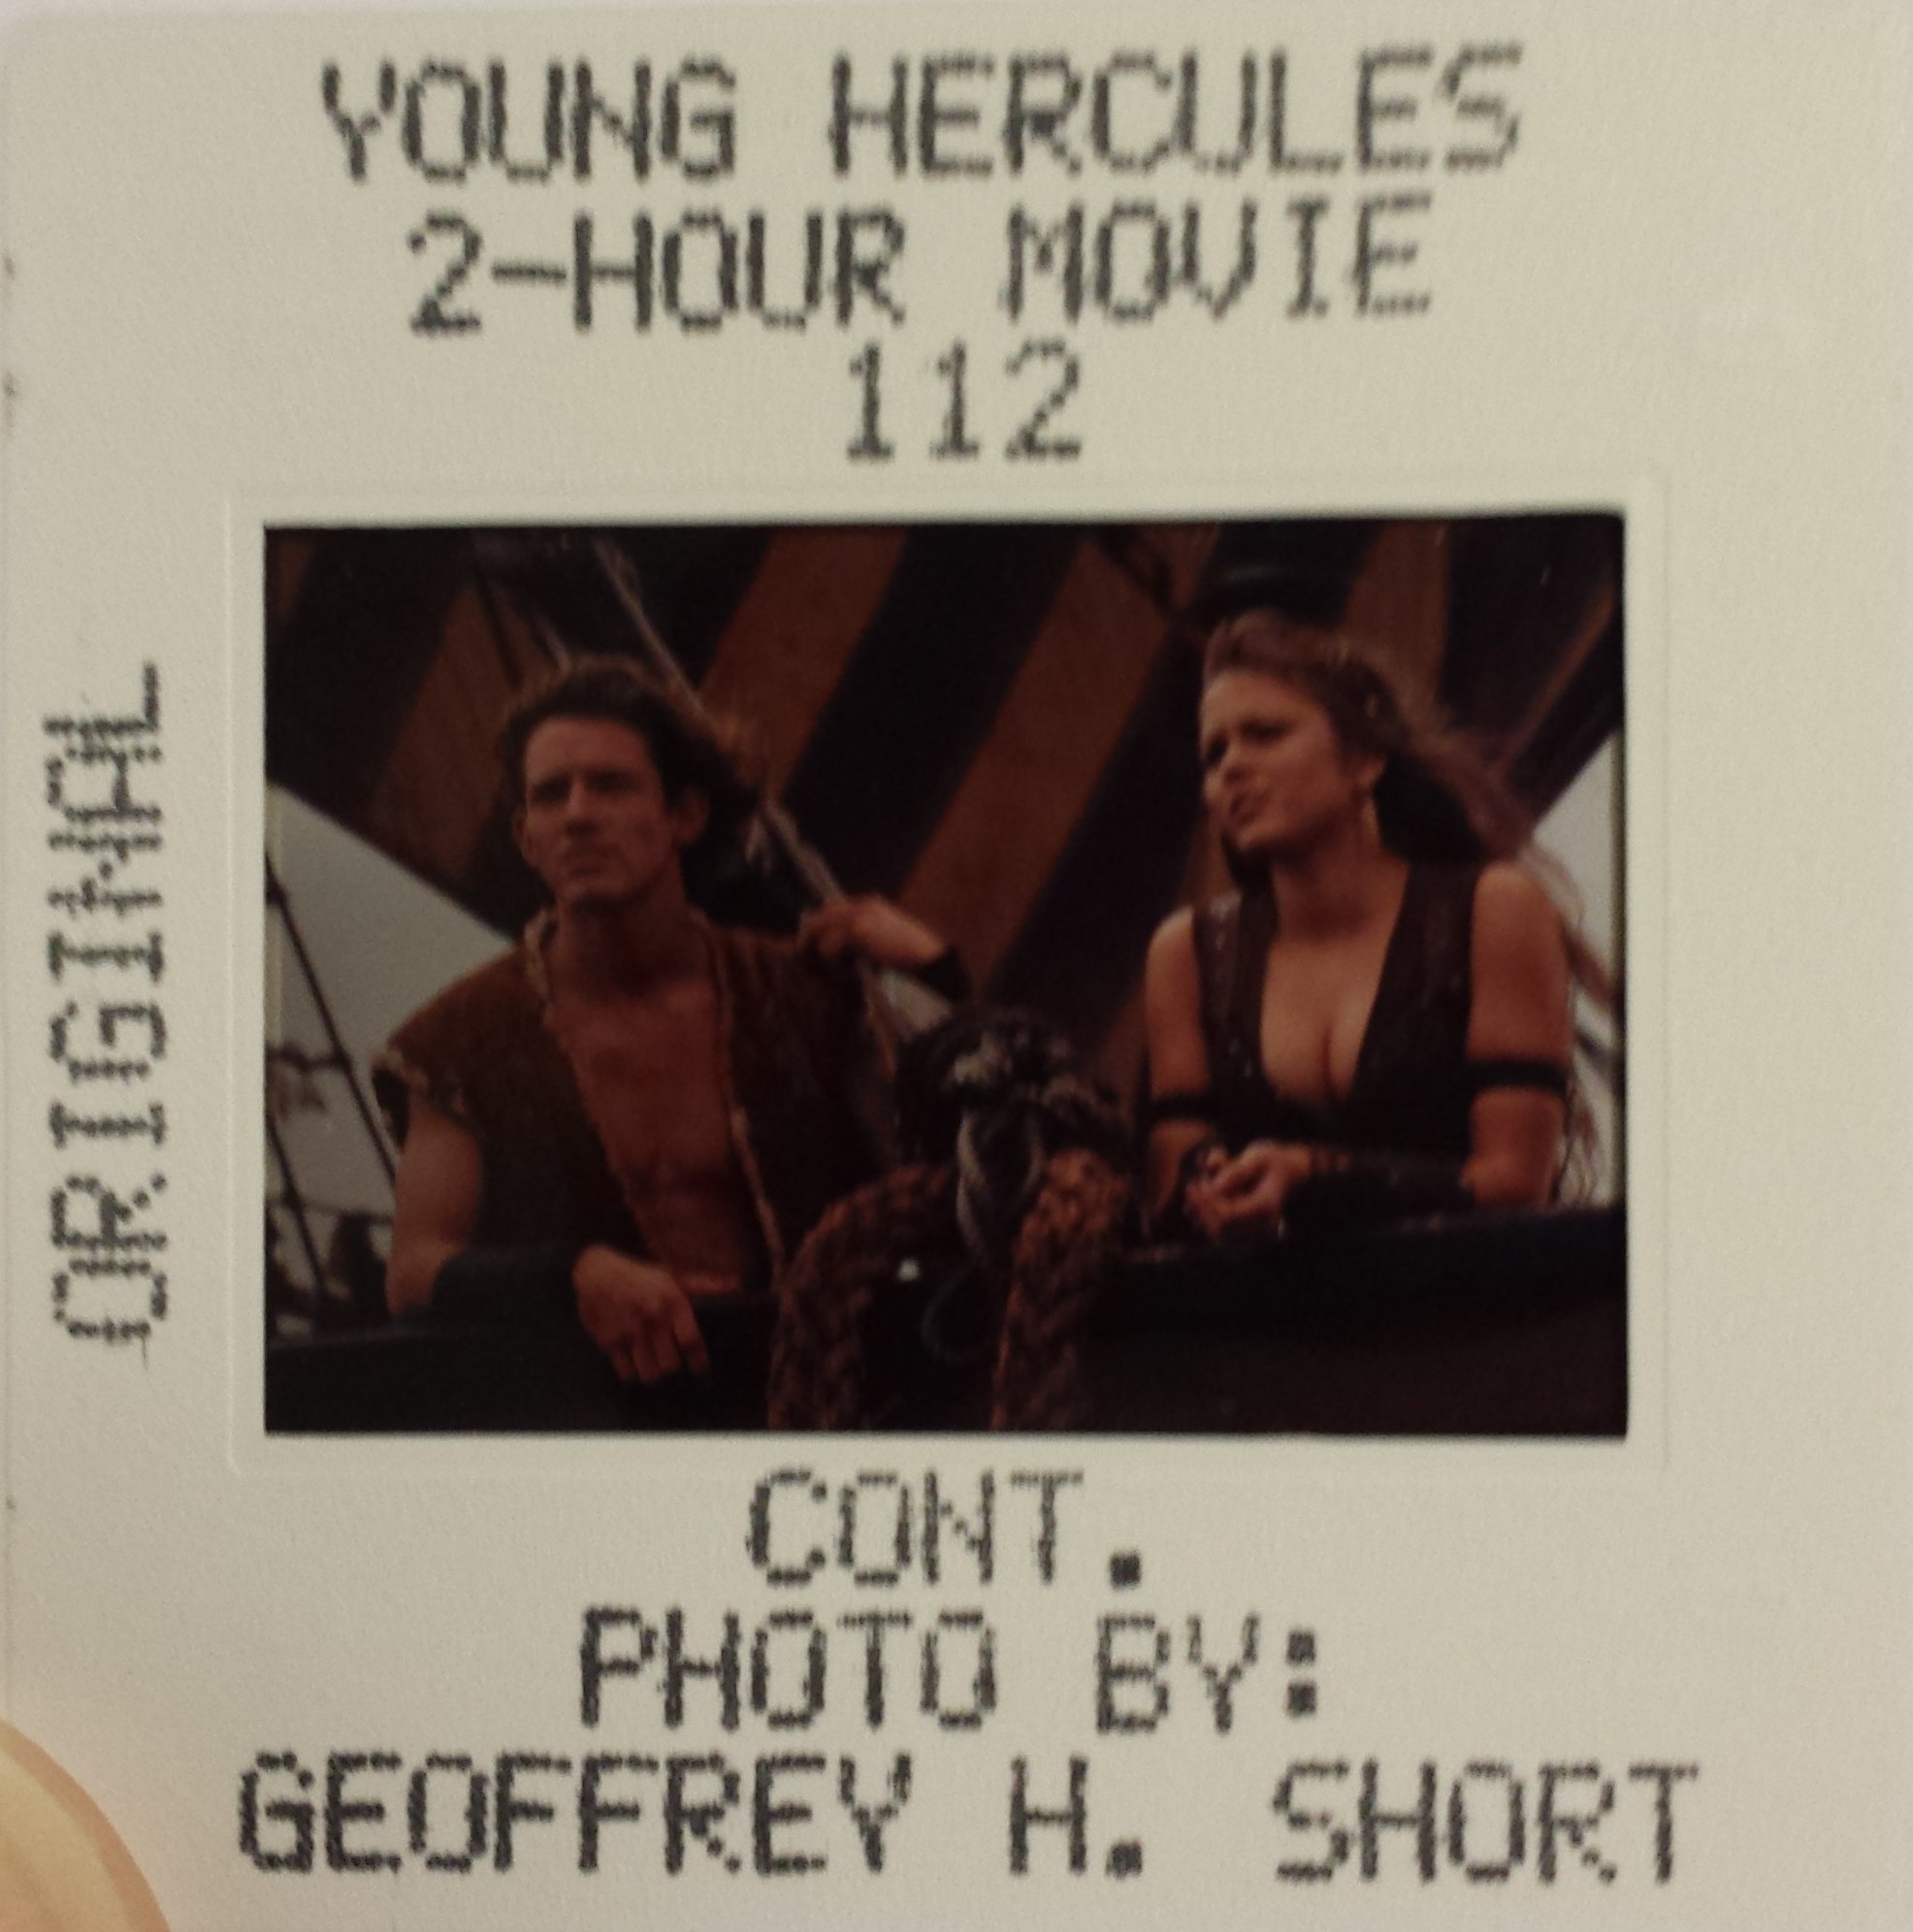 YOUNG HERCULES
2-HOUR MOVIE
112
ORIGINAL
CONT.
PHOTO BY:
GEOFFREY H. SHORT